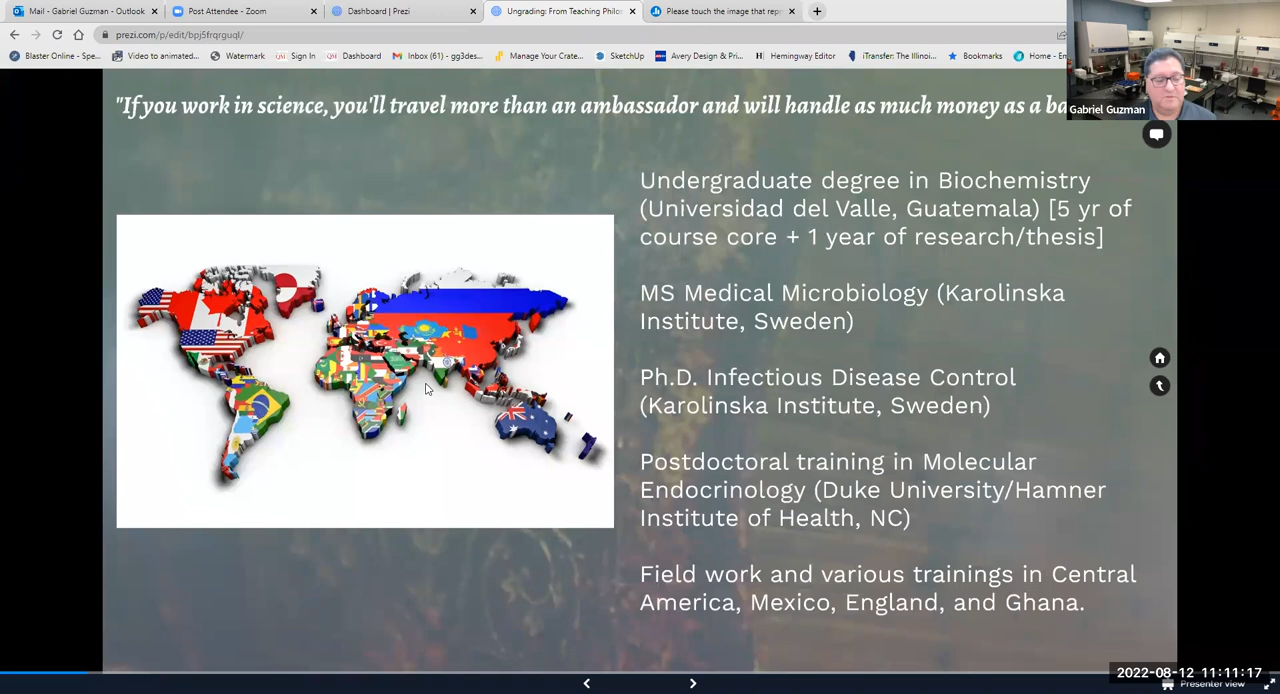 Mail - Gabriel Guzman - Outlook
Post Attendee - Zoom
Dashboard | Prezi
Ungrading: From Teaching Philos
Please touch the image that rep
prezi.com/p/edit/bpj5frqrguql/
Blaster Online - Spe...
Video to animated...
Watermark
Sign In
Dashboard
Inbox (61) - gg3des...
Manage Your Crate...
SketchUp
Avery Design & Pri...
Hemingway Editor
iTransfer: The Illinoi...
Bookmarks
Home - En
Gabriel Guzman
"If you work in science, you'll travel more than an ambassador and will handle as much money as a ba
Undergraduate degree in Biochemistry
(Universidad del Valle, Guatemala) [5 yr of
course core + 1 year of research/thesis]
MS Medical Microbiology (Karolinska
Institute, Sweden)
Ph.D. Infectious Disease Control
(Karolinska Institute, Sweden)
Postdoctoral training in Molecular
Endocrinology (Duke University/Hamner
Institute of Health, NC)
Field work and various trainings in Central
America, Mexico, England, and Ghana.
2022-08-12 11:11:17
Presenter view